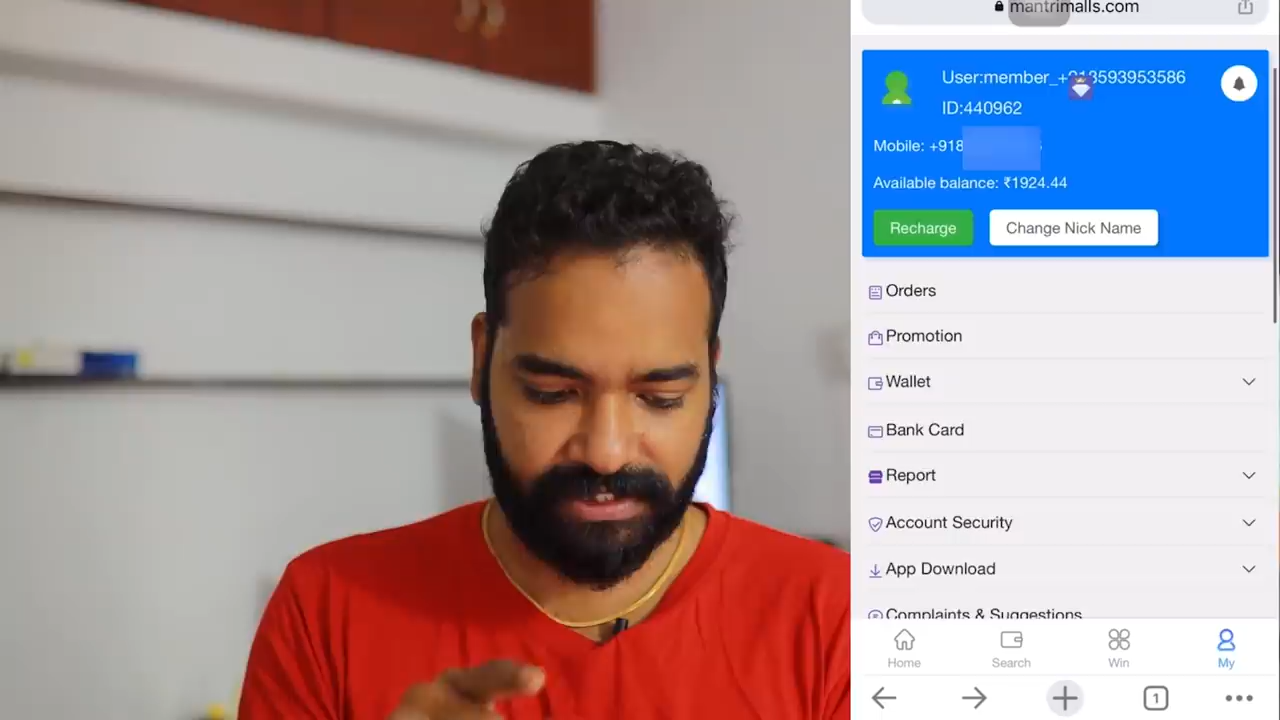 mantrimalls.com
User:member_+918593953586
ID:440962
Mobile: +918
Available balance: ₹1924.44
Recharge
Change Nick Name
Orders
Promotion
Wallet
Bank Card
Report
Account Security
App Download
Complaints & Suggestions
Home
Search
Win
My
1